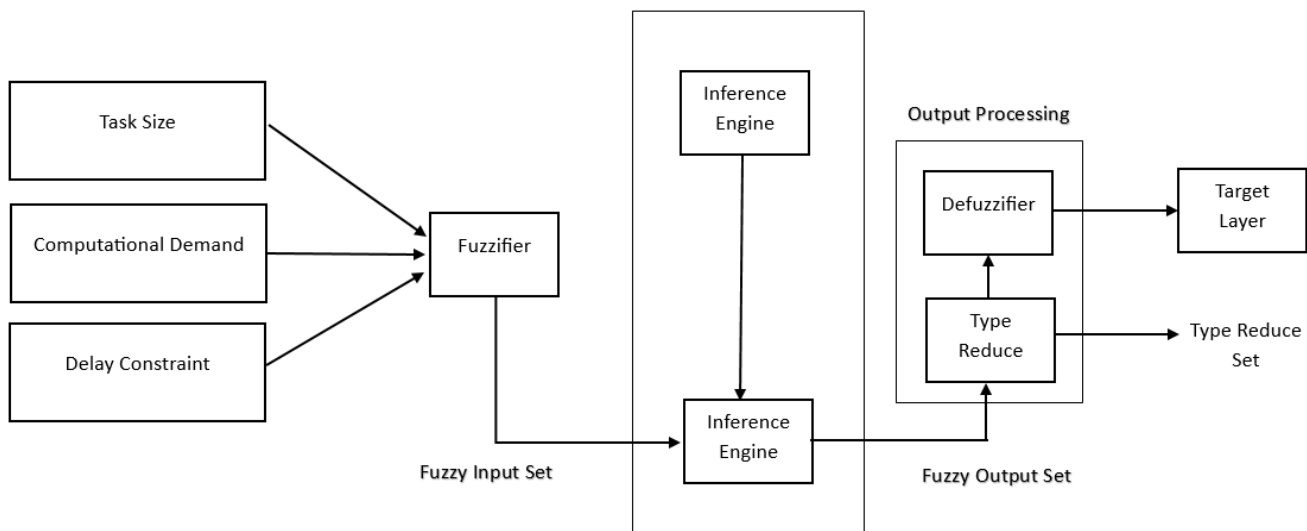 Task Size
Computational Demand
Delay Constraint
Fuzzifier
Fuzzy Input Set
Inference
Engine
Inference
Engine
Output Processing
Defuzzifier
Type
Reduce
Fuzzy Output Set
Target
Layer
Type Reduce
Set